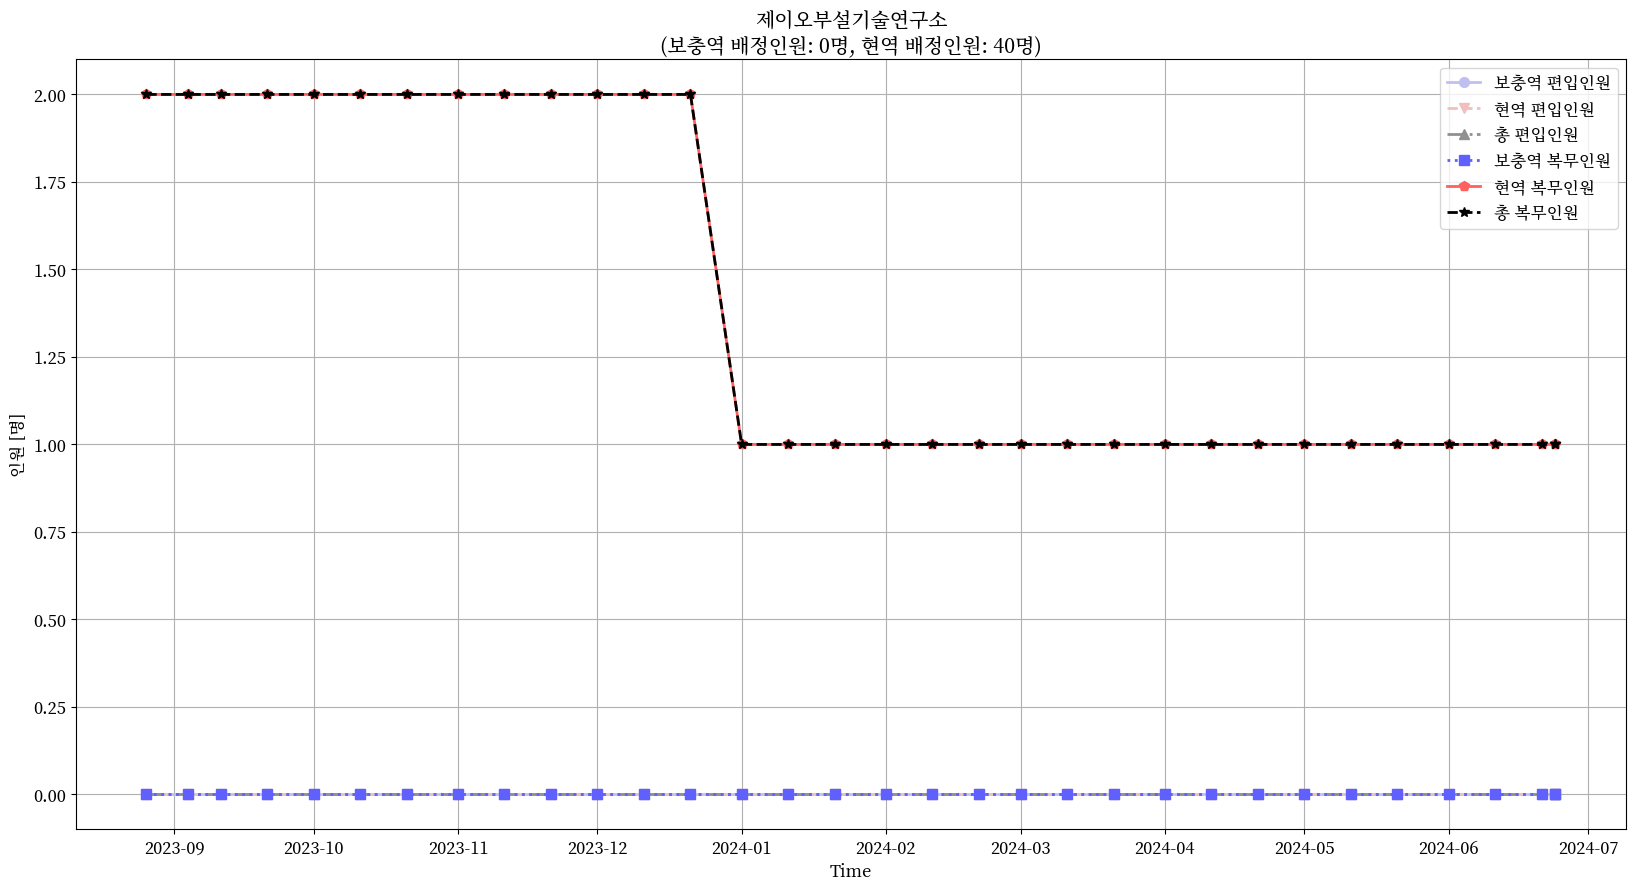 제이오부설기술연구소
(보충역 배정인원: 0명, 현역 배정인원: 40명)
보충역 편입인원
현역 편입인원
총 편입인원
보충역 복무인원
현역 복무인원
총 복무인원
인원 [명]
2.00
1.75
1.50
1.25
1.00
0.75
0.50
0.25
0.00
2023-09
2023-10
2023-11
2023-12
2024-01
2024-02
2024-03
2024-04
2024-05
2024-06
2024-07
Time